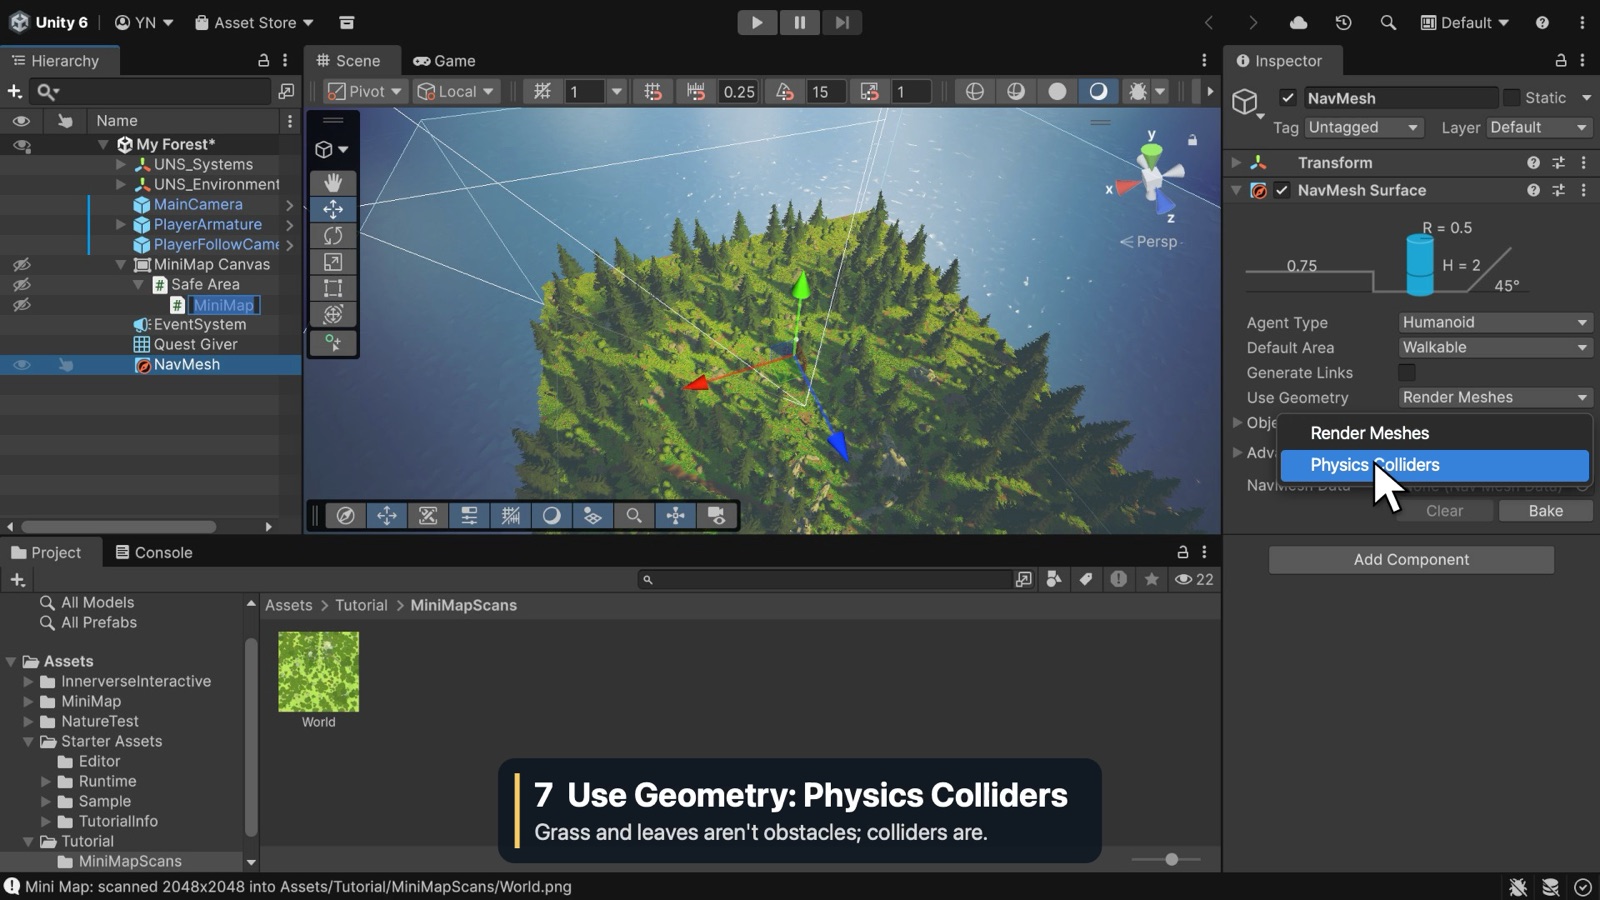 Unity 6
YN
Asset Store
Default
Hierarchy
Scene
Game
Inspector
Pivot
Local
1
0.25
15
1
NavMesh
Static
Tag
Untagged
Layer
Default
Name
My Forest*
UNS_Systems
UNS_Environment
MainCamera
PlayerArmature
PlayerFollowCame
MiniMap Canvas
Safe Area
MiniMap
EventSystem
Quest Giver
NavMesh
y
x
z
Persp
Transform
NavMesh Surface
R = 0.5
0.75
H = 2
45°
Agent Type
Humanoid
Default Area
Walkable
Generate Links
Use Geometry
Render Meshes
Obje
Render Meshes
Adva
Physics Colliders
NavMesh Data
Clear
Bake
Add Component
Project
Console
22
All Models
All Prefabs
Assets
InnerverseInteractive
MiniMap
NatureTest
Starter Assets
Editor
Runtime
Sample
TutorialInfo
Tutorial
MiniMapScans
Assets > Tutorial > MiniMapScans
World
7 Use Geometry: Physics Colliders
Grass and leaves aren't obstacles; colliders are.
Mini Map: scanned 2048x2048 into Assets/Tutorial/MiniMapScans/World.png